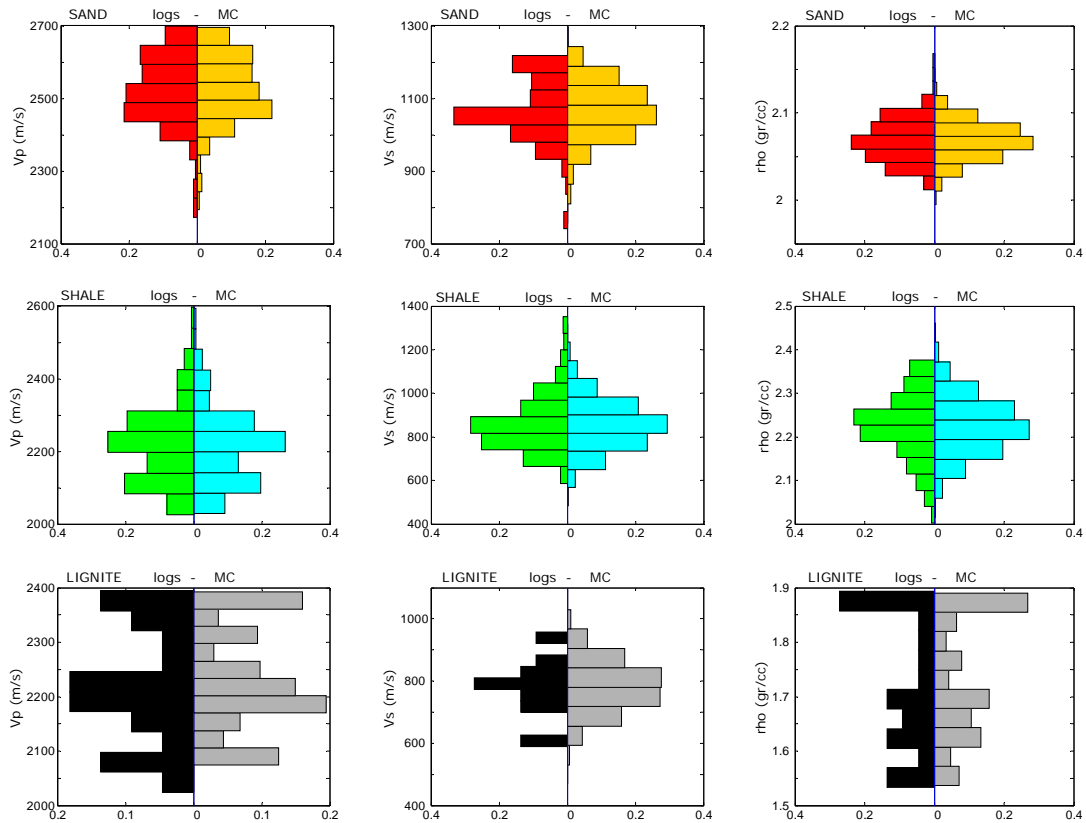 SAND logs - MC
2700
2500
2300
2100
Vp (m/s)
0.4 0.2 0 0.2 0.4
SAND logs - MC
1300
1100
900
700
Vs (m/s)
0.4 0.2 0 0.2 0.4
SAND logs - MC
2.2
2.1
2
rho (gr/cc)
0.4 0.2 0 0.2 0.4
SHALE logs - MC
2600
2400
2200
2000
Vp (m/s)
0.4 0.2 0 0.2 0.4
SHALE logs - MC
1400
1200
1000
800
600
400
Vs (m/s)
0.4 0.2 0 0.2 0.4
SHALE logs - MC
2.5
2.4
2.3
2.2
2.1
2
rho (gr/cc)
0.4 0.2 0 0.2 0.4
LIGNITE logs - MC
2400
2300
2200
2100
2000
Vp (m/s)
0.2 0.1 0 0.1 0.2
LIGNITE logs - MC
1000
800
600
400
Vs (m/s)
0.4 0.2 0 0.2 0.4
LIGNITE logs - MC
1.9
1.8
1.7
1.6
1.5
rho (gr/cc)
0.4 0.2 0 0.2 0.4